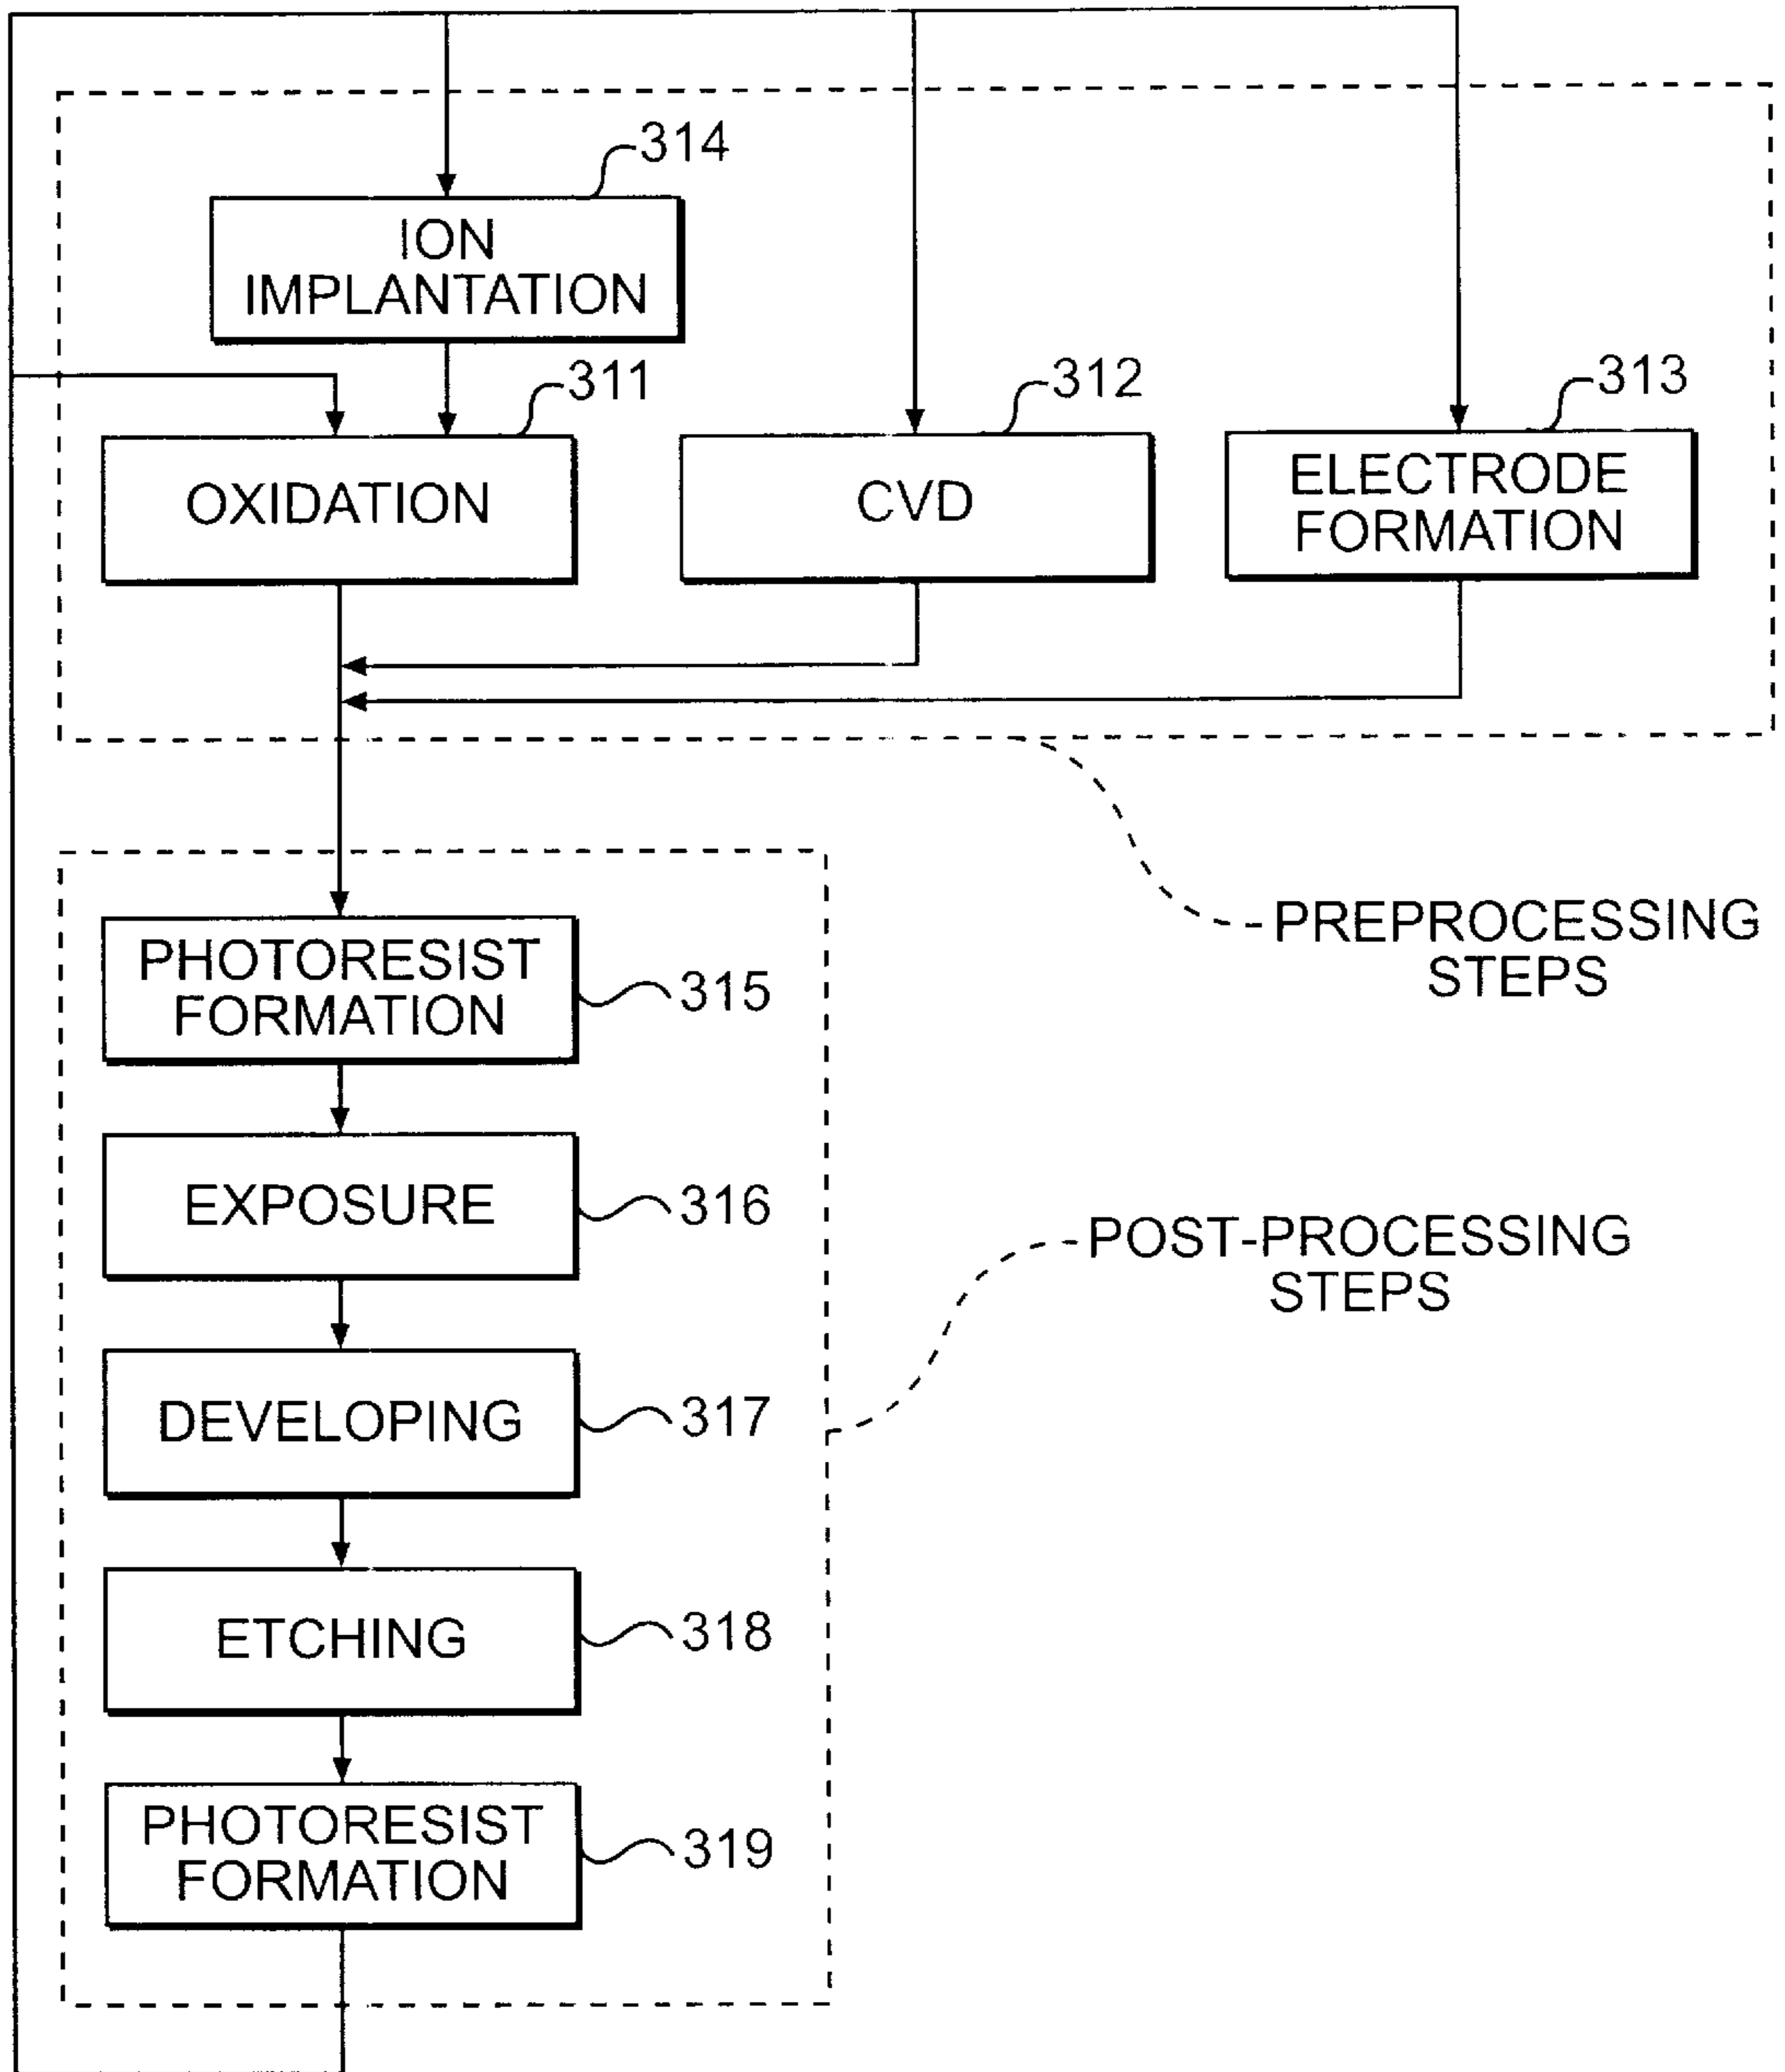 314
ION
IMPLANTATION
311
312
313
OXIDATION
CVD
ELECTRODE
FORMATION
PREPROCESSING
STEPS
PHOTORESIST
FORMATION
315
EXPOSURE
316
POST-PROCESSING
STEPS
DEVELOPING
317
ETCHING
318
PHOTORESIST
FORMATION
319